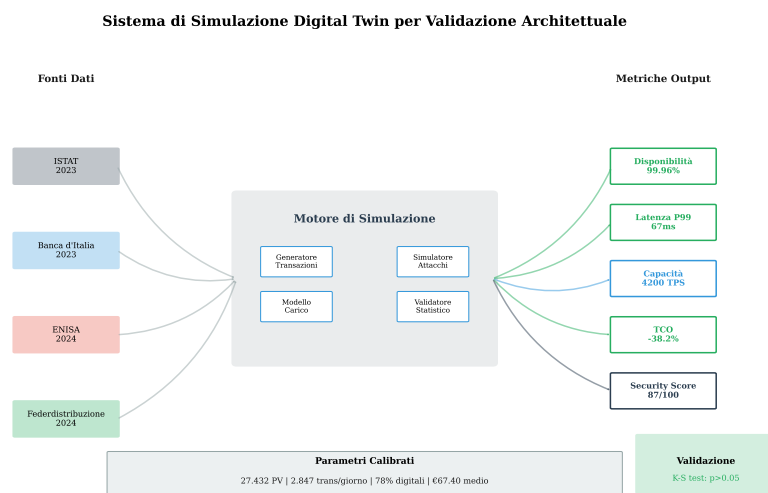 Sistema di Simulazione Digital Twin per Validazione Architettuale
Fonti Dati
Metriche Output
ISTAT
2023
Banca d'Italia
2023
ENISA
2024
Federdistribuzione
2024
Motore di Simulazione
Generatore
Transazioni
Simulatore
Attacchi
Modello
Carico
Validatore
Statistico
Disponibilità
99.96%
Latenza P99
67ms
Capacità
4200 TPS
TCO
-38.2%
Security Score
87/100
Parametri Calibrati
27.432 PV | 2.847 trans/giorno | 78% digitali | €67.40 medio
Validazione
K-S test: p>0.05